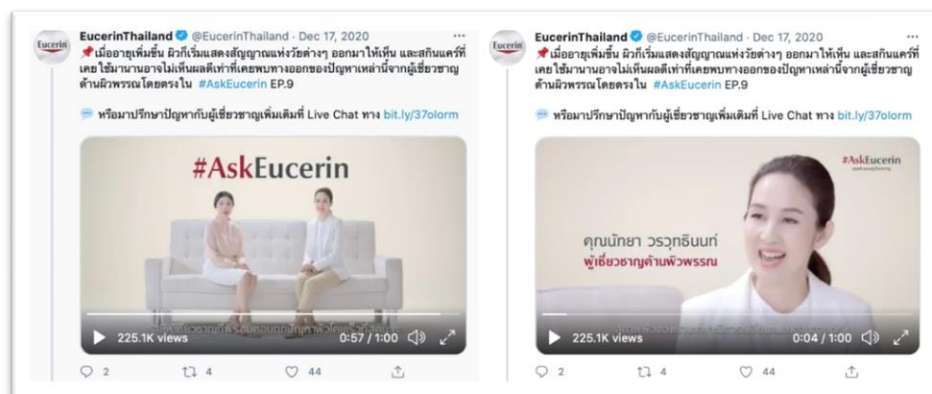 Eucerin
EucerinThailand @EucerinThailand · Dec 17, 2020 ...
📌เมื่ออายุเพิ่มขึ้น ผิวก็เริ่มแสดงสัญญาณแห่งวัยต่างๆ ออกมาให้เห็น และสกินแคร์ที่
เคยใช้มานานอาจไม่เห็นผลดีเท่าที่เคยพบทางออกของปัญหาเหล่านี้จากผู้เชี่ยวชาญ
ด้านผิวพรรณโดยตรงใน #AskEucerin EP.9
💬 หรือมาปรึกษาปัญหากับผู้เชี่ยวชาญเพิ่มเติมที่ Live Chat ทาง bit.ly/37olorm
#AskEucerin
225.1K views
0:57 / 1:00
2 4 44
Eucerin
EucerinThailand @EucerinThailand · Dec 17, 2020 ...
📌เมื่ออายุเพิ่มขึ้น ผิวก็เริ่มแสดงสัญญาณแห่งวัยต่างๆ ออกมาให้เห็น และสกินแคร์ที่
เคยใช้มานานอาจไม่เห็นผลดีเท่าที่เคยพบทางออกของปัญหาเหล่านี้จากผู้เชี่ยวชาญ
ด้านผิวพรรณโดยตรงใน #AskEucerin EP.9
💬 หรือมาปรึกษาปัญหากับผู้เชี่ยวชาญเพิ่มเติมที่ Live Chat ทาง bit.ly/37olorm
#AskEucerin
คุณนัทยา วรวุทธินนท์
ผู้เชี่ยวชาญด้านผิวพรรณ
225.1K views
0:04 / 1:00
2 4 44